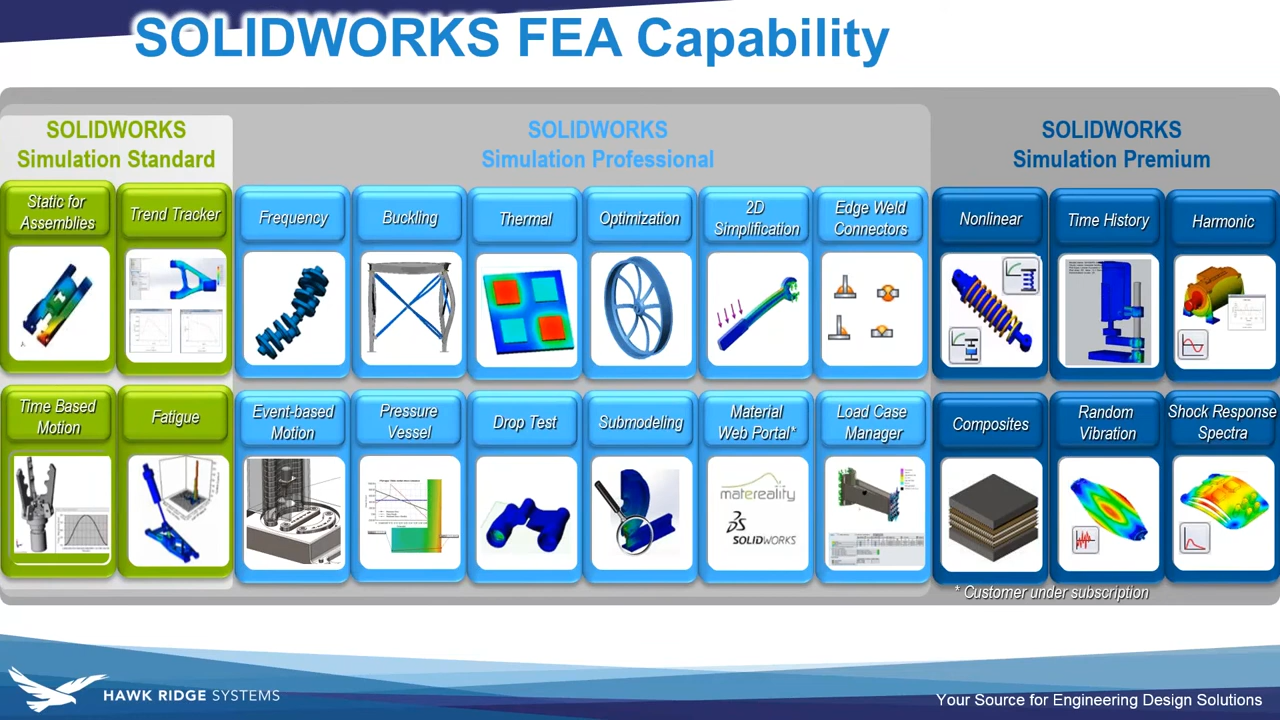 SOLIDWORKS FEA Capability
SOLIDWORKS
Simulation Standard
SOLIDWORKS
Simulation Professional
SOLIDWORKS
Simulation Premium
Static for
Assemblies
Trend Tracker
Frequency
Buckling
Thermal
Optimization
2D
Simplification
Edge Weld
Connectors
Nonlinear
Time History
Harmonic
Time Based
Motion
Fatigue
Event-based
Motion
Pressure
Vessel
Drop Test
Submodeling
Material
Web Portal*
Load Case
Manager
Composites
Random
Vibration
Shock Response
Spectra
matereality
SOLIDWORKS
* Customer under subscription
HAWK RIDGE SYSTEMS
Your Source for Engineering Design Solutions